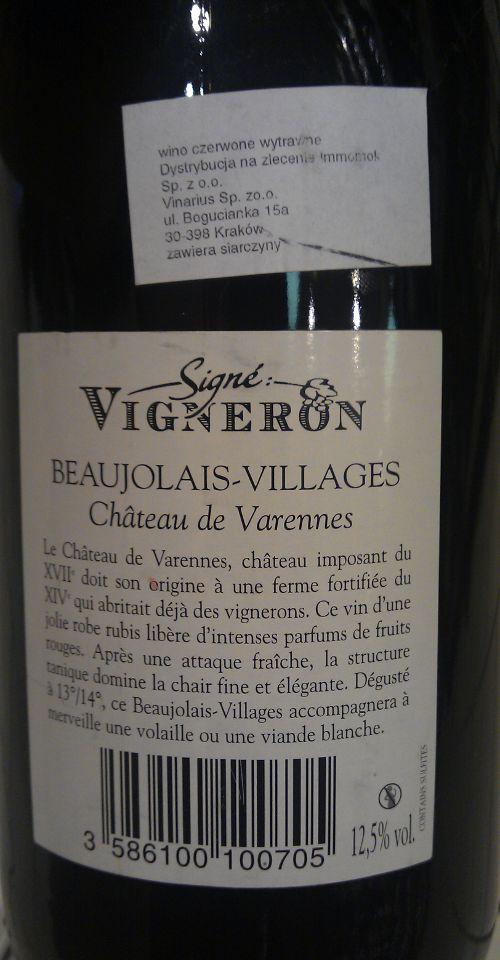 wino czerwone wytrawne
Dystrybucja na zlecenie Immomok
Sp. z o.o.
Vinarius Sp. zo.o.
ul. Bogucianka 15a
30-398 Kraków
zawiera siarczyny
Signé:
VIGNERON
BEAUJOLAIS-VILLAGES
Château de Varennes
Le Château de Varennes, château imposant du
XVIIe doit son origine à une ferme fortifiée du
XIVe qui abritait déjà des vignerons. Ce vin d'une
jolie robe rubis libère d'intenses parfums de fruits
rouges. Après une attaque fraîche, la structure
tanique domine la chair fine et élégante. Dégusté
à 13°/14°, ce Beaujolais-Villages accompagnera à
merveille une volaille ou une viande blanche.
3 586100 100705
12,5% vol.
CONTAINS SULFITES